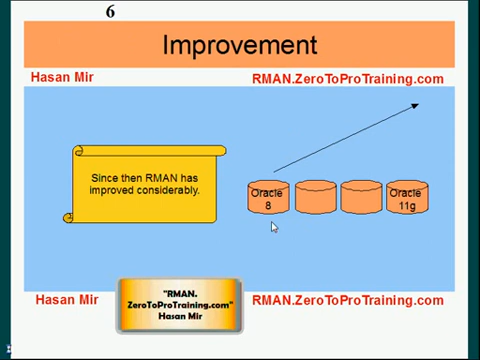 6
Improvement
Hasan Mir
RMAN.ZeroToProTraining.com
Since then RMAN has
improved considerably.
Oracle
8
Oracle
11g
Hasan Mir
"RMAN.
ZeroToProTraining.com"
Hasan Mir
RMAN.ZeroToProTraining.com